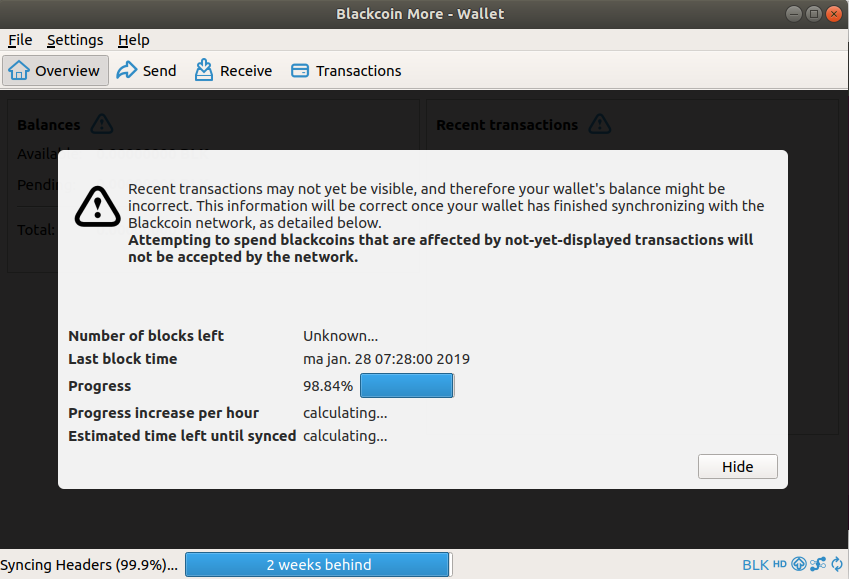 Blackcoin More - Wallet
File Settings Help
Overview Send Receive Transactions
Balances Recent transactions
Total:
Recent transactions may not yet be visible, and therefore your wallet's balance might be
incorrect. This information will be correct once your wallet has finished synchronizing with the
Blackcoin network, as detailed below.
Attempting to spend blackcoins that are affected by not-yet-displayed transactions will
not be accepted by the network.
Number of blocks left Unknown...
Last block time ma jan. 28 07:28:00 2019
Progress 98.84%
Progress increase per hour calculating...
Estimated time left until synced calculating...
Hide
Syncing Headers (99.9%)... 2 weeks behind BLK HD